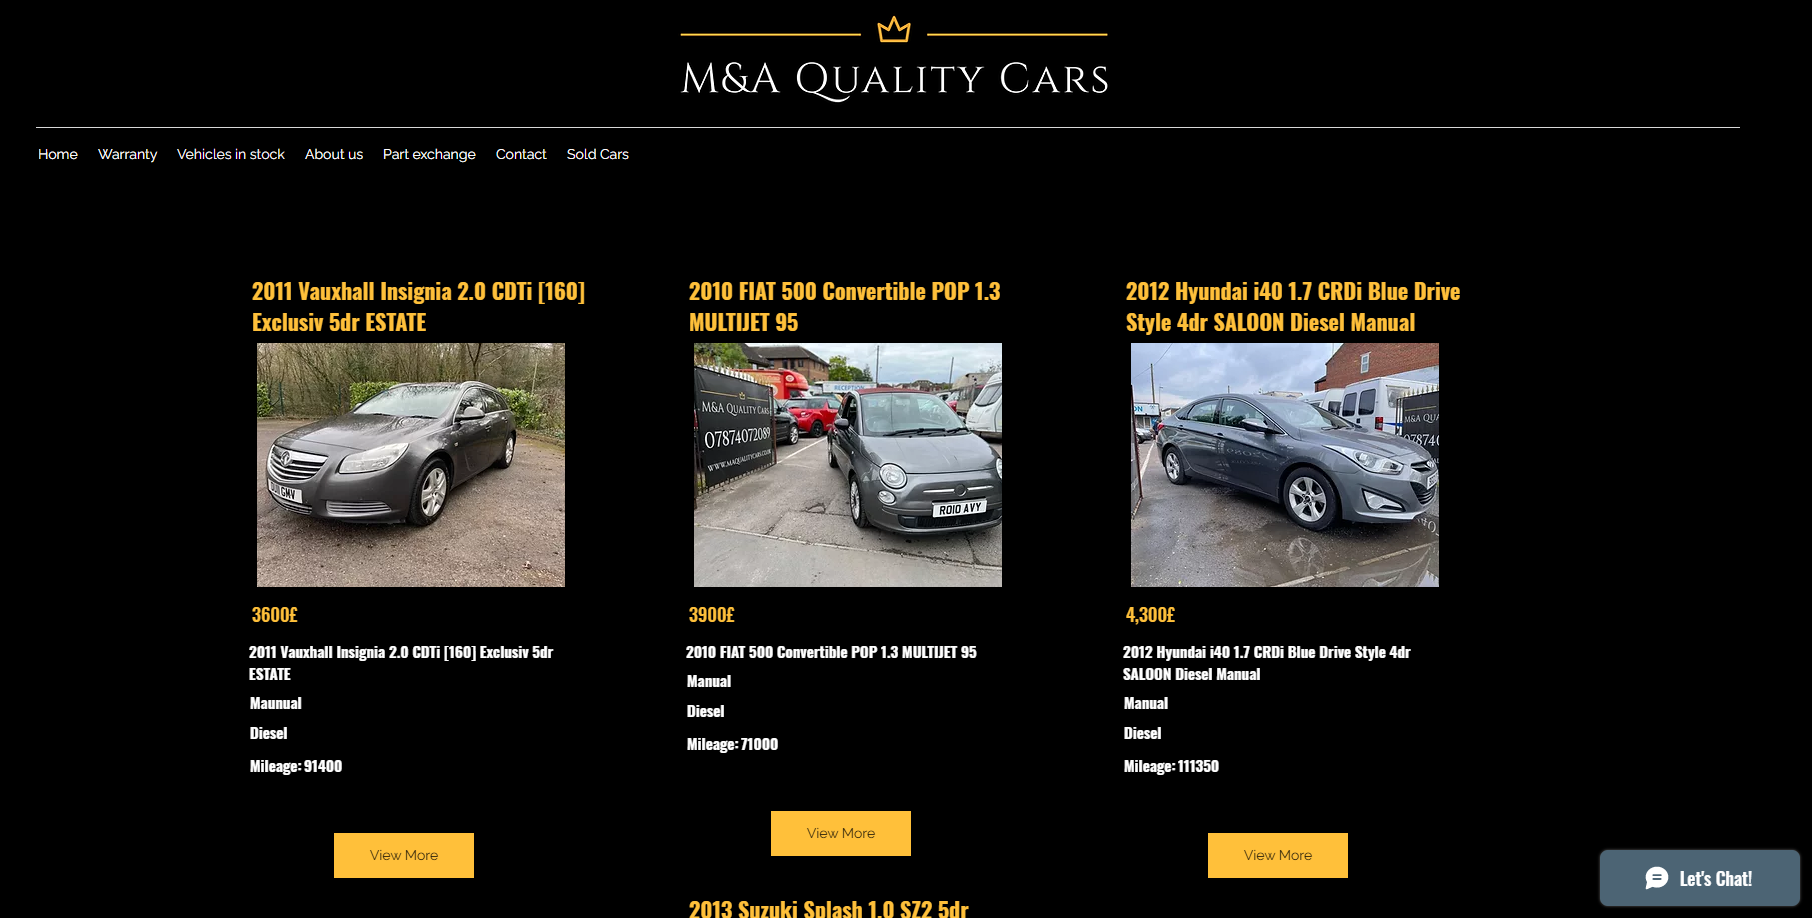 M&A QUALITY CARS
Home Warranty Vehicles in stock About us Part exchange Contact Sold Cars
2011 Vauxhall Insignia 2.0 CDTi [160]
Exclusiv 5dr ESTATE
3600£
2011 Vauxhall Insignia 2.0 CDTi [160] Exclusiv 5dr
ESTATE
Maunual
Diesel
Mileage: 91400
View More
2010 FIAT 500 Convertible POP 1.3
MULTIJET 95
RECEPTION
M&A QUALITY CARS
07874072089
WWW.MAQUALITYCARS.CO.UK
RO10 AVY
3900£
2010 FIAT 500 Convertible POP 1.3 MULTIJET 95
Manual
Diesel
Mileage: 71000
View More
2012 Hyundai i40 1.7 CRDi Blue Drive
Style 4dr SALOON Diesel Manual
M&A QUA
07874
4,300£
2012 Hyundai i40 1.7 CRDi Blue Drive Style 4dr
SALOON Diesel Manual
Manual
Diesel
Mileage: 111350
View More
2013 Suzuki Splash 1.0 SZ2 5dr
Let's Chat!